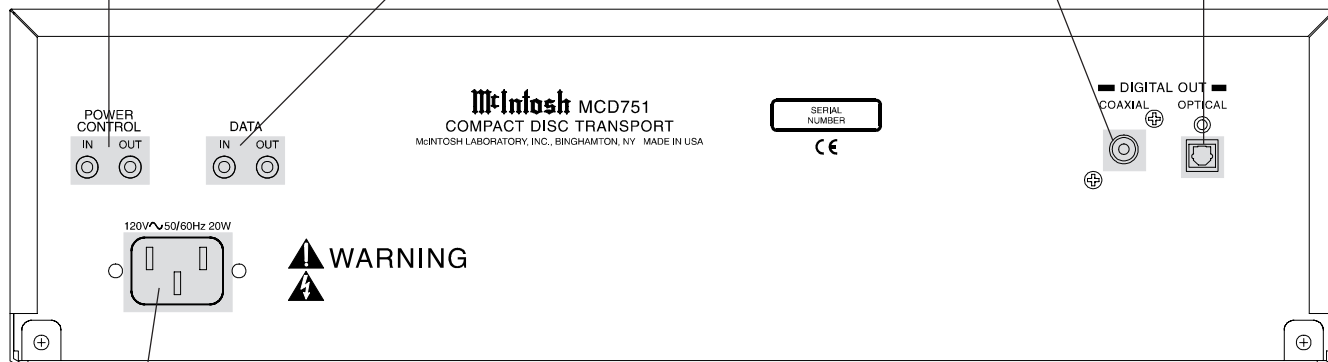 POWER
CONTROL
IN OUT
DATA
IN OUT
McIntosh MCD751
COMPACT DISC TRANSPORT
McINTOSH LABORATORY, INC., BINGHAMTON, NY MADE IN USA
SERIAL
NUMBER
CE
DIGITAL OUT
COAXIAL OPTICAL
120V~50/60Hz 20W
WARNING